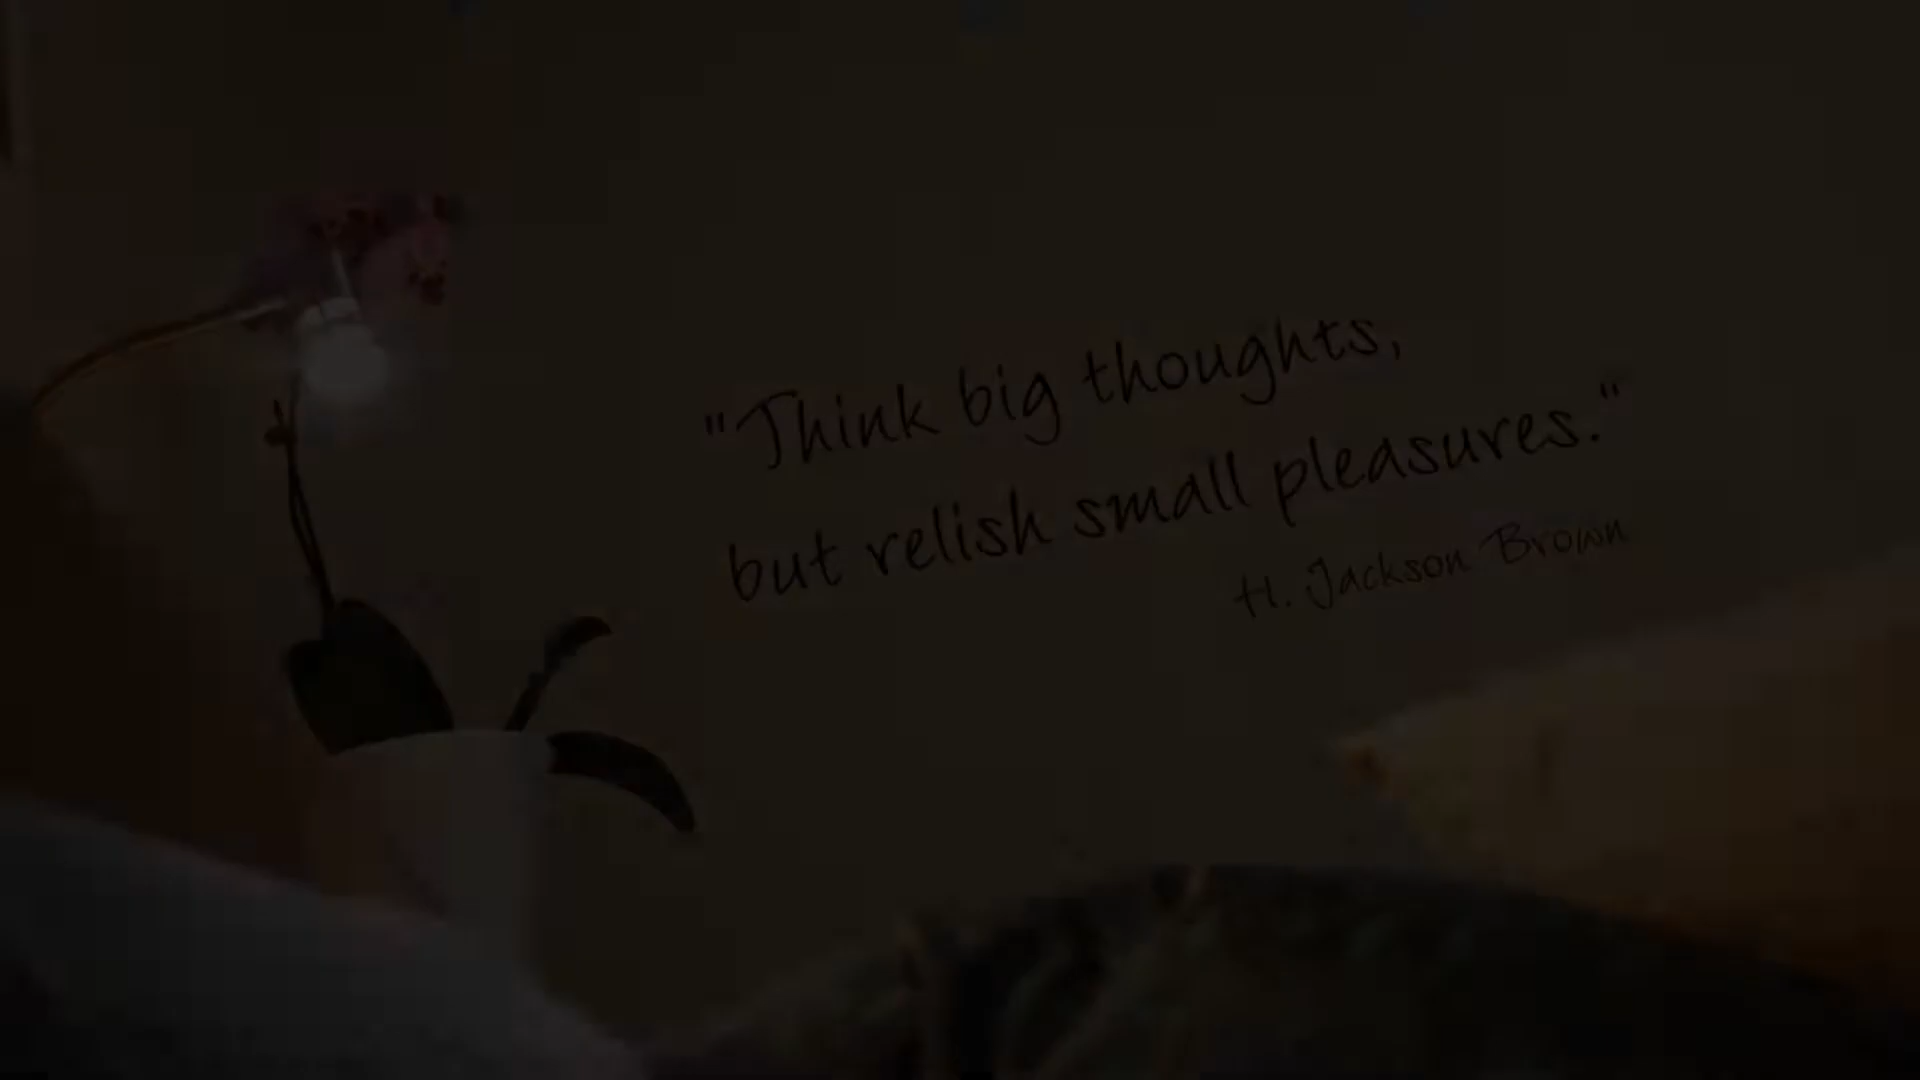 "Think big thoughts,
but relish small pleasures."
H. Jackson Brown